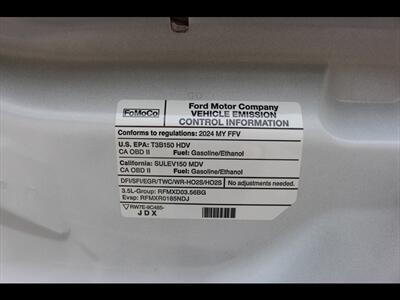 FoMoCo
Ford Motor Company
VEHICLE EMISSION
CONTROL INFORMATION
Conforms to regulations: 2024 MY FFV
U.S. EPA: T3B150 HDV
CA OBD II Fuel: Gasoline/Ethanol
California: SULEV150 MDV
CA OBD II Fuel: Gasoline/Ethanol
DFI/SFI/EGR/TWC/WR-HO2S/HO2S No adjustments needed.
3.5L-Group: RFMXD03.56BG
Evap: RFMXR0185NDJ
RW7E-9C485-
JDX